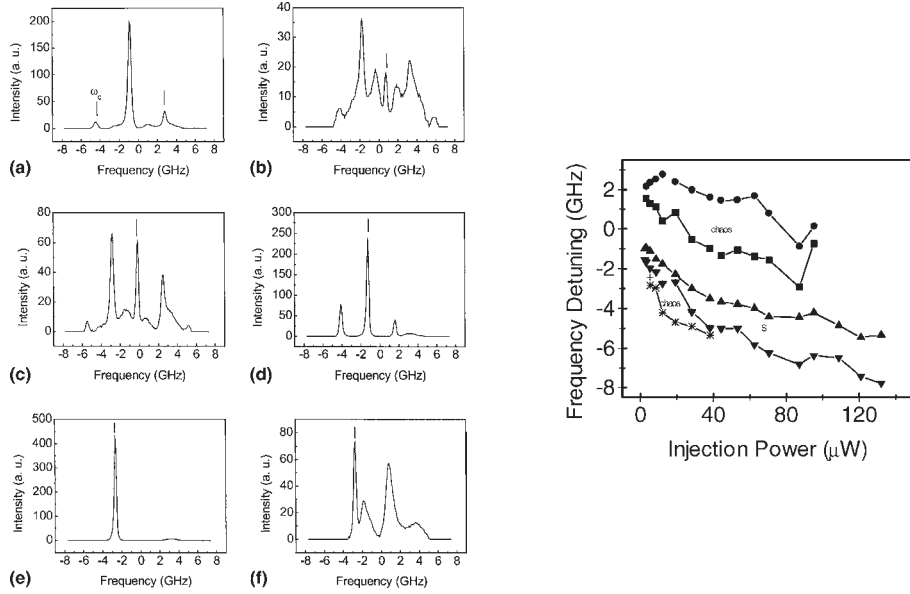 200
150
100
50
0
ωc
Intensity (a. u.)
-8 -6 -4 -2 0 2 4 6 8
Frequency (GHz)
(a)
40
30
20
10
0
Intensity (a. u.)
-8 -6 -4 -2 0 2 4 6 8
Frequency (GHz)
(b)
80
60
40
20
0
Intensity (a. u.)
-8 -6 -4 -2 0 2 4 6 8
Frequency (GHz)
(c)
300
250
200
150
100
50
0
Intensity (a. u.)
-8 -6 -4 -2 0 2 4 6 8
Frequency (GHz)
(d)
500
400
300
200
100
0
Intensity (a. u.)
-8 -6 -4 -2 0 2 4 6 8
Frequency (GHz)
(e)
80
60
40
20
0
Intensity (a. u.)
-8 -6 -4 -2 0 2 4 6 8
Frequency (GHz)
(f)
Frequency Detuning (GHz)
2
0
-2
-4
-6
-8
chaos
chaos
S
0 40 80 120
Injection Power (μW)